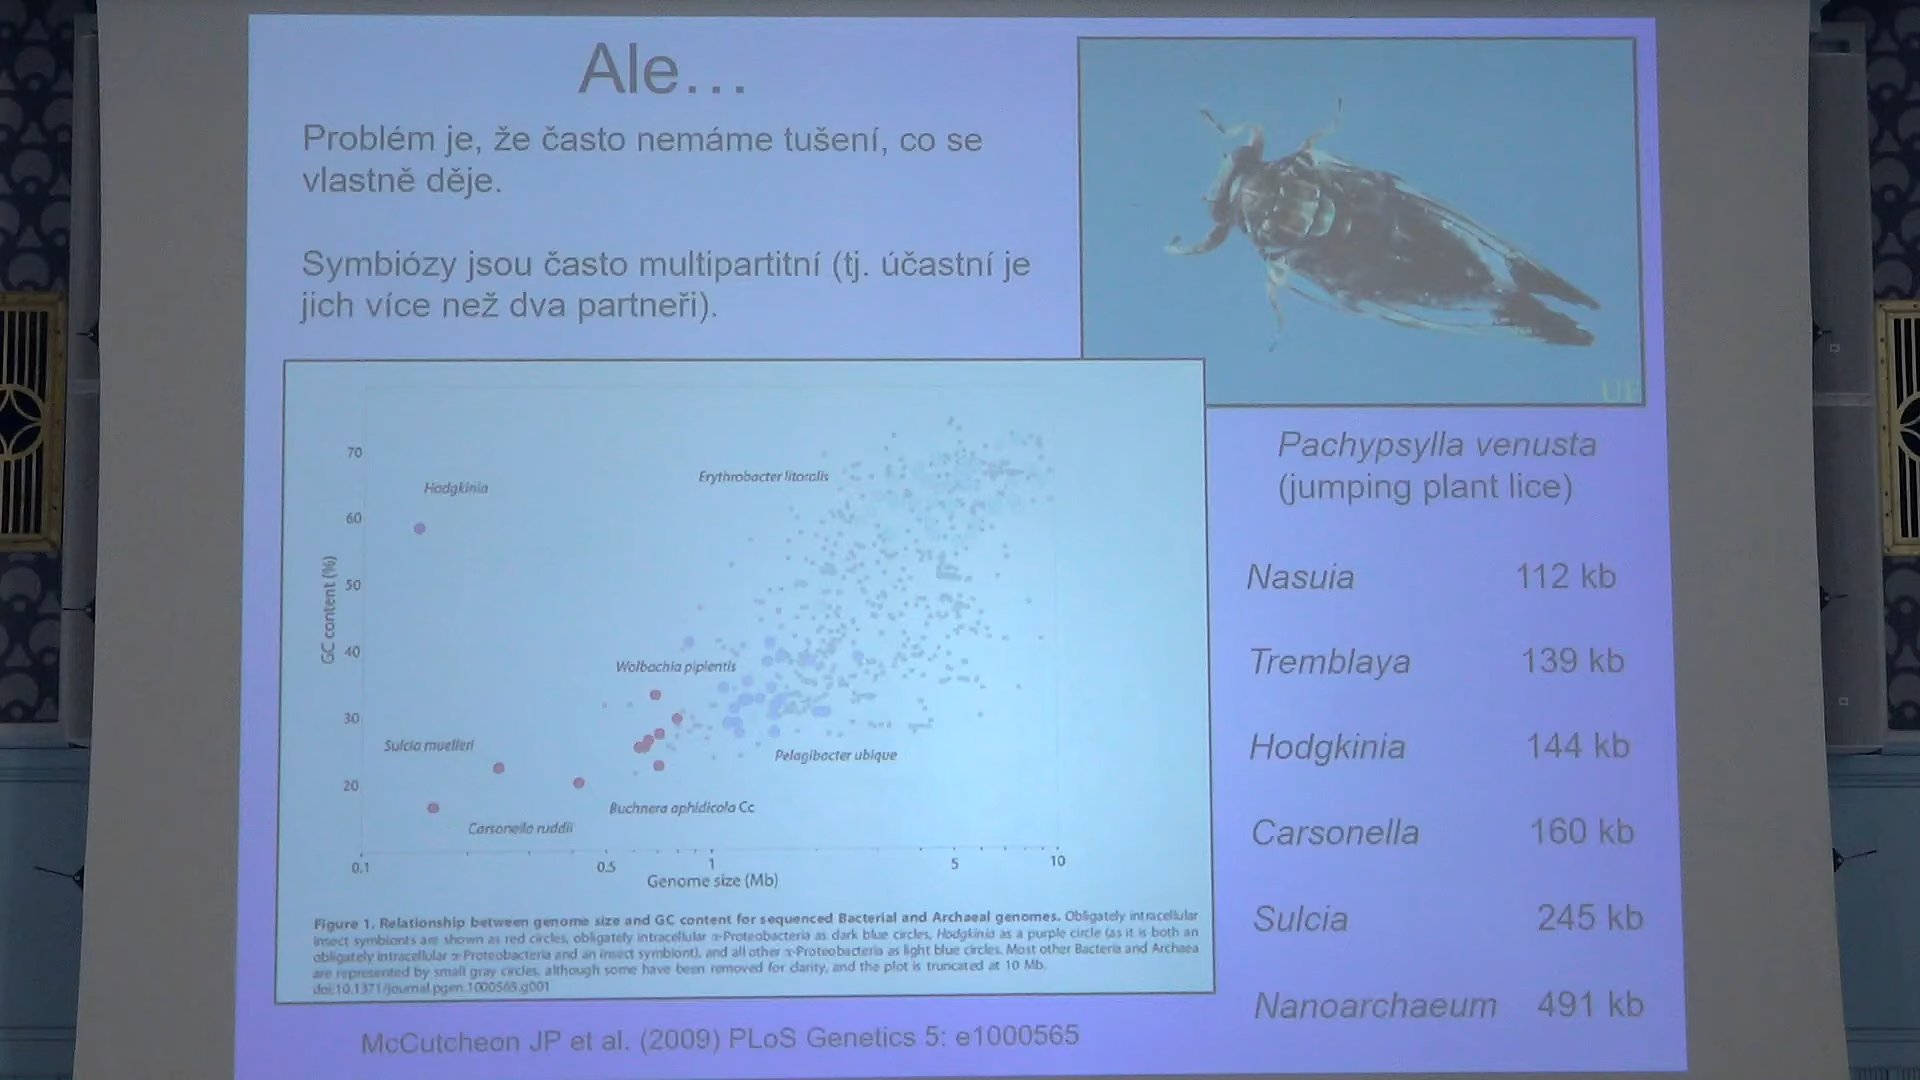 Ale...
Problém je, že často nemáme tušení, co se
vlastně děje.
Symbiózy jsou často multipartitní (tj. účastní je
jich více než dva partneři).
UF
Pachypsylla venusta
(jumping plant lice)
Nasuia 112 kb
Tremblaya 139 kb
Hodgkinia 144 kb
Carsonella 160 kb
Sulcia 245 kb
Nanoarchaeum 491 kb
GC content (%)
70
60
50
40
30
20
Hodgkinia
Erythrobacter litoralis
Wolbachia pipientis
Sulcia muelleri
Pelagibacter ubique
Buchnera aphidicola Cc
Carsonella ruddii
0.1 0.5 1 5 10
Genome size (Mb)
Figure 1. Relationship between genome size and GC content for sequenced Bacterial and Archaeal genomes. Obligately intracellular
insect symbionts are shown as red circles, obligately intracellular α-Proteobacteria as dark blue circles, Hodgkinia as a purple circle (as it is both an
obligately intracellular α-Proteobacteria and an insect symbiont), and all other α-Proteobacteria as light blue circles. Most other Bacteria and Archaea
are represented by small gray circles, although some have been removed for clarity, and the plot is truncated at 10 Mb.
doi:10.1371/journal.pgen.1000565.g001
McCutcheon JP et al. (2009) PLoS Genetics 5: e1000565